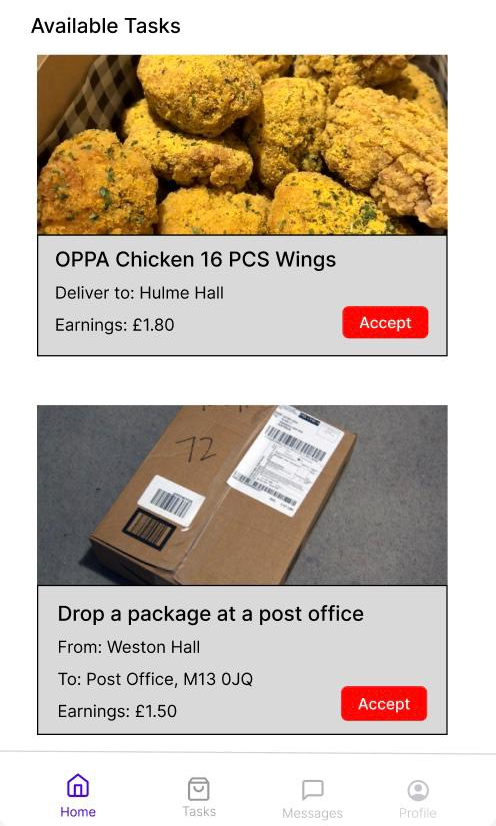 Available Tasks
OPPA Chicken 16 PCS Wings
Deliver to: Hulme Hall
Earnings: £1.80
Accept
72
Drop a package at a post office
From: Weston Hall
To: Post Office, M13 0JQ
Earnings: £1.50
Accept
Home
Tasks
Messages
Profile